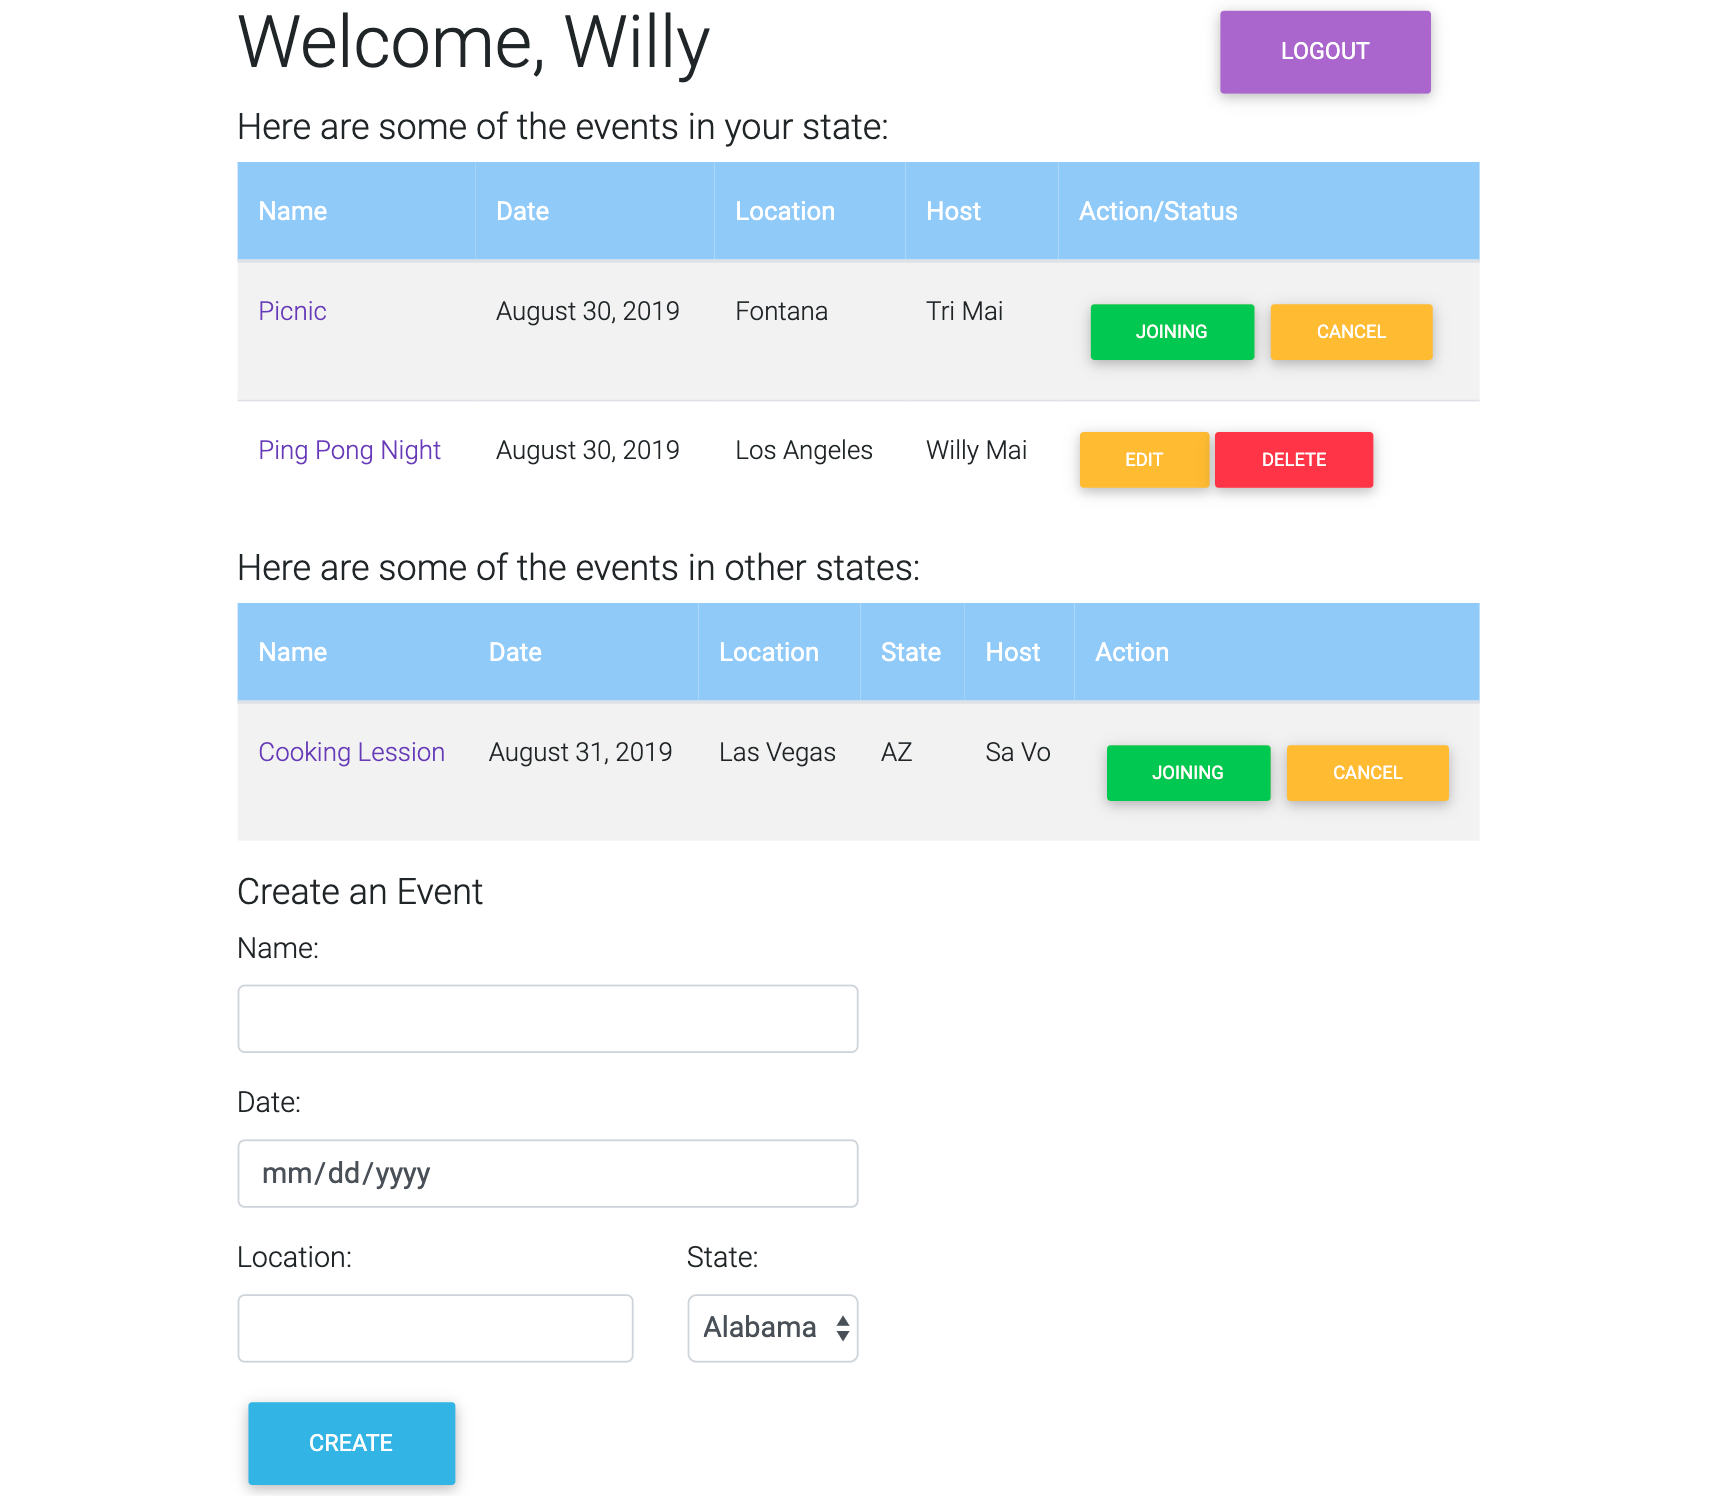 Welcome, Willy
LOGOUT
Here are some of the events in your state:
Name Date Location Host Action/Status
Picnic August 30, 2019 Fontana Tri Mai JOINING CANCEL
Ping Pong Night August 30, 2019 Los Angeles Willy Mai EDIT DELETE
Here are some of the events in other states:
Name Date Location State Host Action
Cooking Lession August 31, 2019 Las Vegas AZ Sa Vo JOINING CANCEL
Create an Event
Name:
Date:
mm/dd/yyyy
Location: State:
Alabama
CREATE